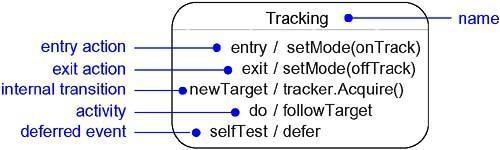 Tracking name
entry action entry / setMode(onTrack)
exit action exit / setMode(offTrack)
internal transition newTarget / tracker.Acquire()
activity do / followTarget
deferred event selfTest / defer